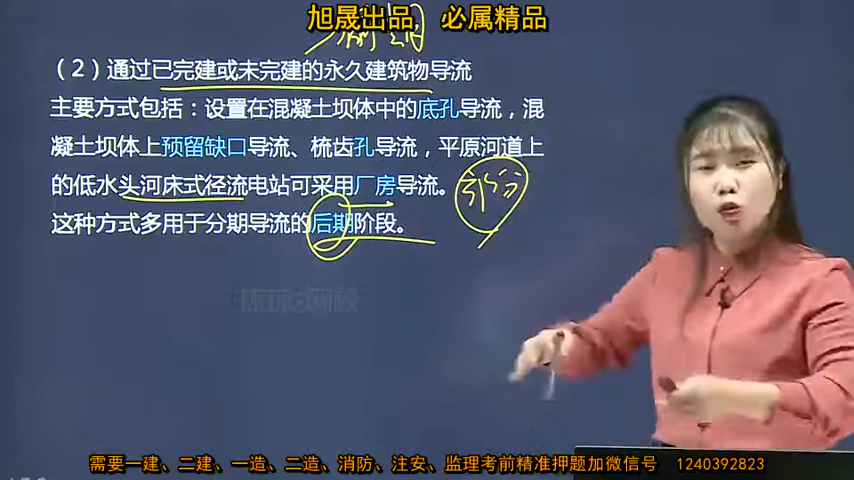 旭晟出品，必属精品
（2）通过已完建或未完建的永久建筑物导流
主要方式包括：设置在混凝土坝体中的底孔导流，混
凝土坝体上预留缺口导流、梳齿孔导流，平原河道上
的低水头河床式径流电站可采用厂房导流。
这种方式多用于分期导流的后期阶段。
环球网校
需要一建、二建、一造、二造、消防、注安、监理考前精准押题加微信号 1240392823